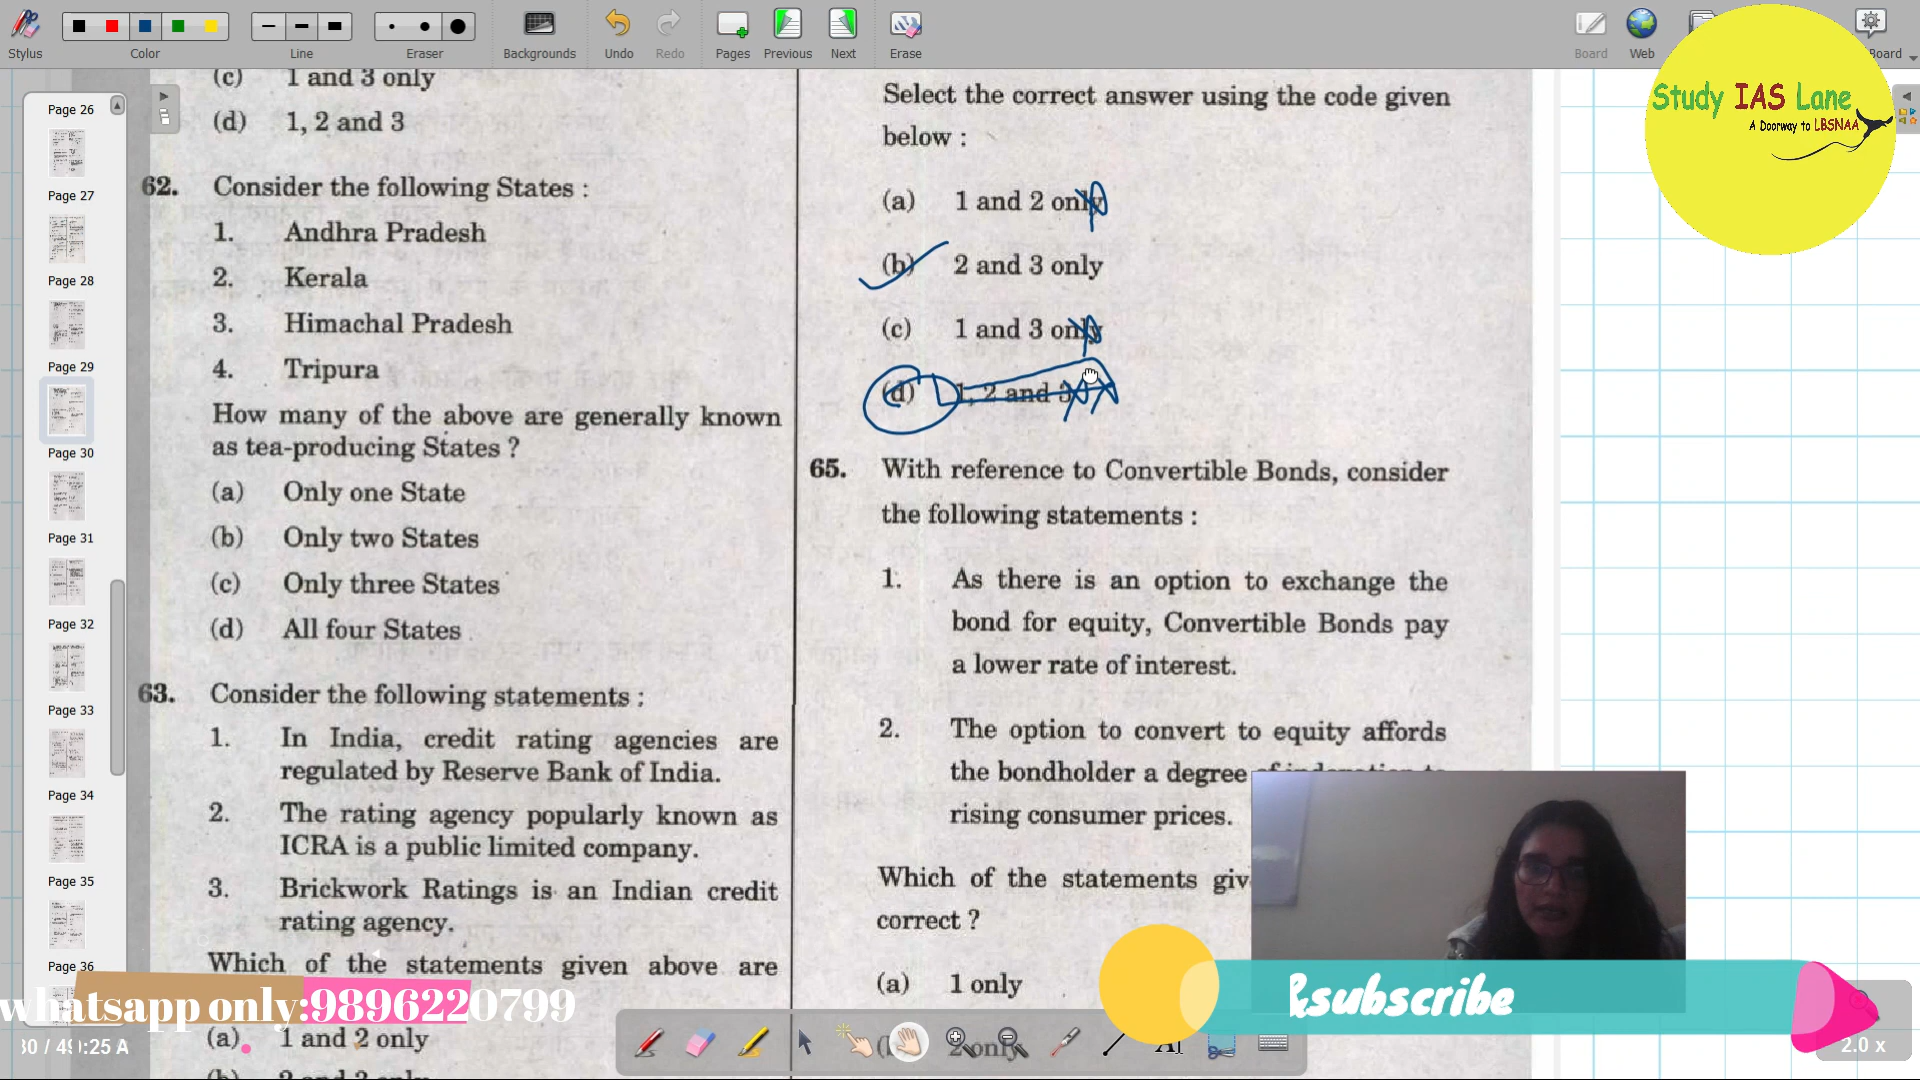 Stylus
Color
Line
Eraser
Backgrounds
Undo
Redo
Pages
Previous
Next
Erase
Board
Web
Board
Study IAS Lane
A Doorway to LBSNAA
Page 26
Page 27
Page 28
Page 29
Page 30
Page 31
Page 32
Page 33
Page 34
Page 35
Page 36
(c) 1 and 3 only
(d) 1, 2 and 3
62. Consider the following States :
1. Andhra Pradesh
2. Kerala
3. Himachal Pradesh
4. Tripura
How many of the above are generally known
as tea-producing States ?
(a) Only one State
(b) Only two States
(c) Only three States
(d) All four States
63. Consider the following statements :
1. In India, credit rating agencies are
regulated by Reserve Bank of India.
2. The rating agency popularly known as
ICRA is a public limited company.
3. Brickwork Ratings is an Indian credit
rating agency.
Which of the statements given above are
(a) 1 and 2 only
Select the correct answer using the code given
below :
(a) 1 and 2 only
(b) 2 and 3 only
(c) 1 and 3 only
(d) 1, 2 and 3
65. With reference to Convertible Bonds, consider
the following statements :
1. As there is an option to exchange the
bond for equity, Convertible Bonds pay
a lower rate of interest.
2. The option to convert to equity affords
the bondholder a degree
rising consumer prices.
Which of the statements
correct ?
(a) 1 only
2 only
whatsapp only:9896220799
subscribe
2.0 x